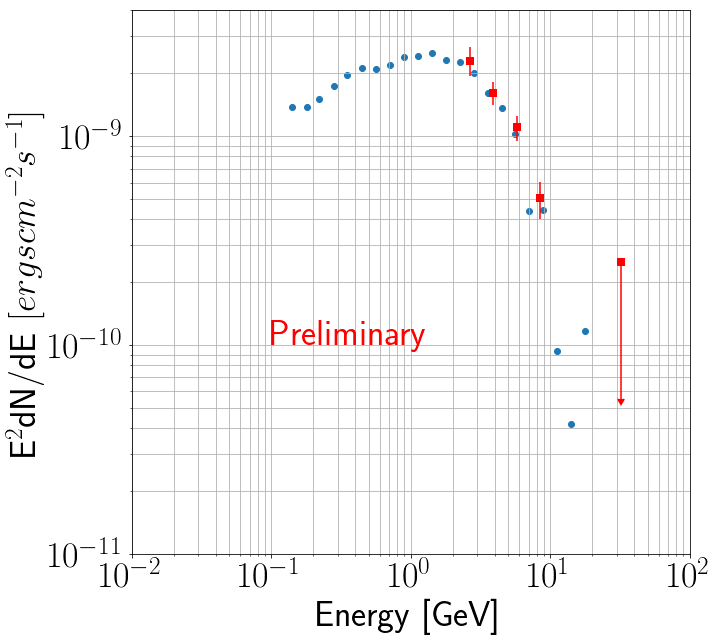 E²dN/dE [ergscm⁻²s⁻¹]
10⁻⁹
10⁻¹⁰
10⁻¹¹
Preliminary
10⁻² 10⁻¹ 10⁰ 10¹ 10²
Energy [GeV]